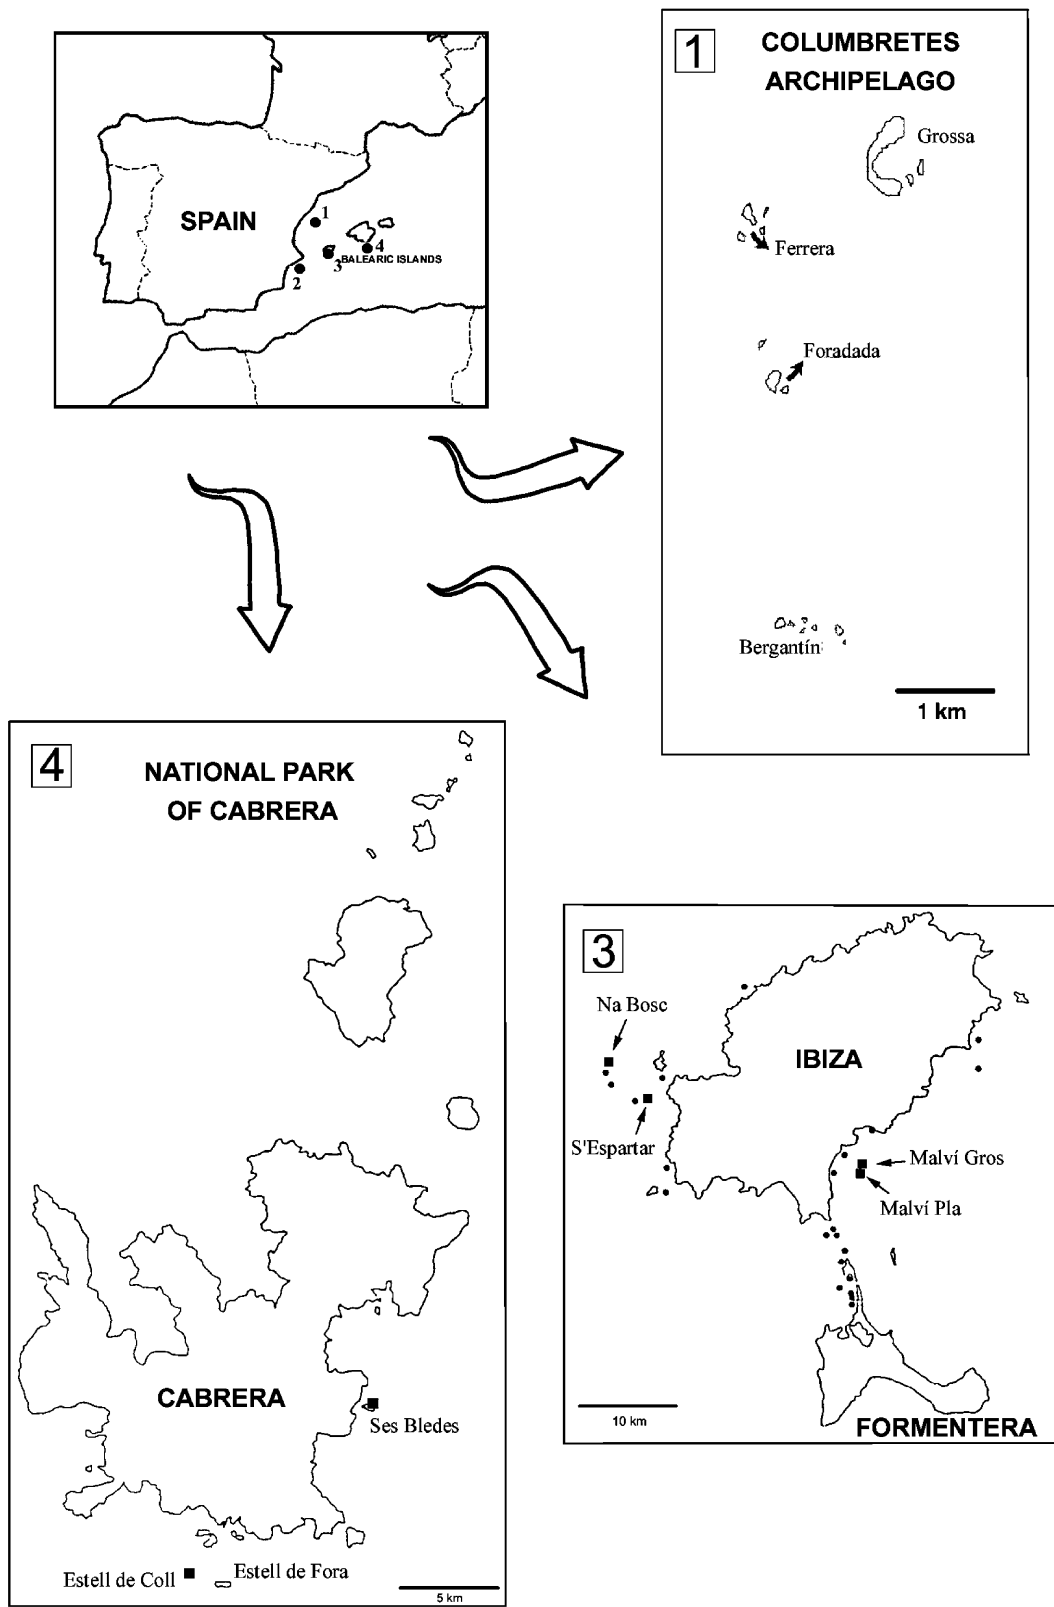 SPAIN
1
2
3
4
BALEARIC ISLANDS
1
COLUMBRETES
ARCHIPELAGO
Grossa
Ferrera
Foradada
Bergantín
1 km
4
NATIONAL PARK
OF CABRERA
CABRERA
Ses Bledes
Estell de Coll
Estell de Fora
5 km
3
Na Bosc
IBIZA
S'Espartar
Malví Gros
Malví Pla
10 km
FORMENTERA